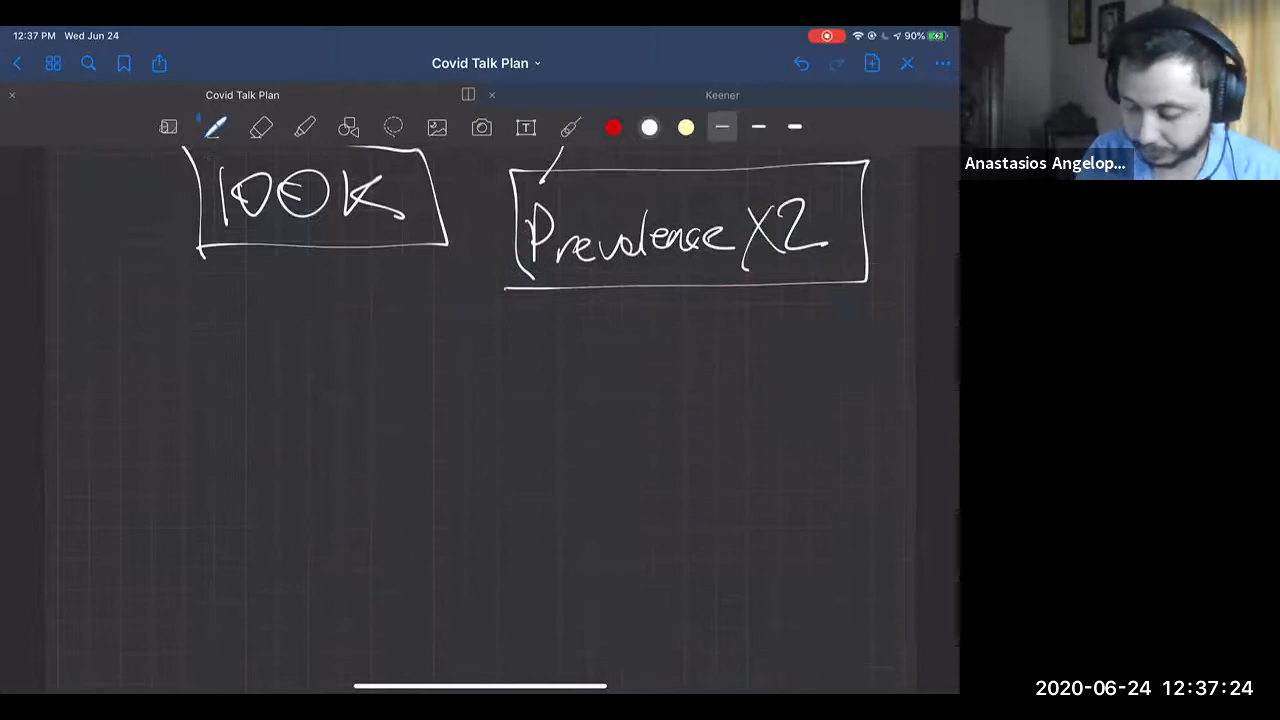 12:37 PM Wed Jun 24
90%
Covid Talk Plan
Covid Talk Plan
Keener
T
100K
Prevalence X2
Anastasios Angelop...
2020-06-24 12:37:24